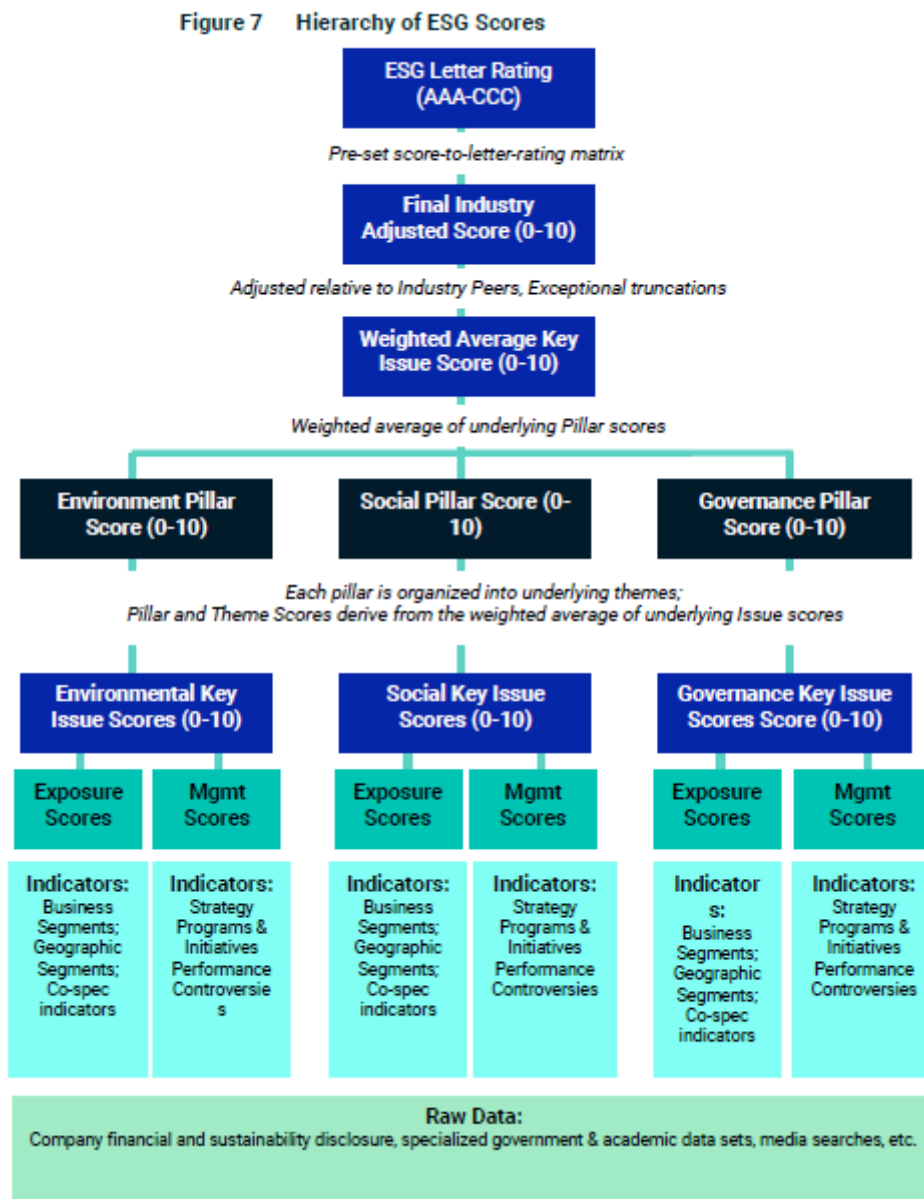 Figure 7 Hierarchy of ESG Scores
ESG Letter Rating
(AAA-CCC)
Pre-set score-to-letter-rating matrix
Final Industry
Adjusted Score (0-10)
Adjusted relative to Industry Peers, Exceptional truncations
Weighted Average Key
Issue Score (0-10)
Weighted average of underlying Pillar scores
Environment Pillar
Score (0-10)
Social Pillar Score (0-
10)
Governance Pillar
Score (0-10)
Each pillar is organized into underlying themes;
Pillar and Theme Scores derive from the weighted average of underlying Issue scores
Environmental Key
Issue Scores (0-10)
Social Key Issue
Scores (0-10)
Governance Key Issue
Scores Score (0-10)
Exposure
Scores
Mgmt
Scores
Exposure
Scores
Mgmt
Scores
Exposure
Scores
Mgmt
Scores
Indicators:
Business
Segments;
Geographic
Segments;
Co-spec
indicators
Indicators:
Strategy
Programs &
Initiatives
Performance
Controversie
s
Indicators:
Business
Segments;
Geographic
Segments;
Co-spec
indicators
Indicators:
Strategy
Programs &
Initiatives
Performance
Controversies
Indicator
s:
Business
Segments;
Geographic
Segments;
Co-spec
indicators
Indicators:
Strategy
Programs &
Initiatives
Performance
Controversies
Raw Data:
Company financial and sustainability disclosure, specialized government & academic data sets, media searches, etc.